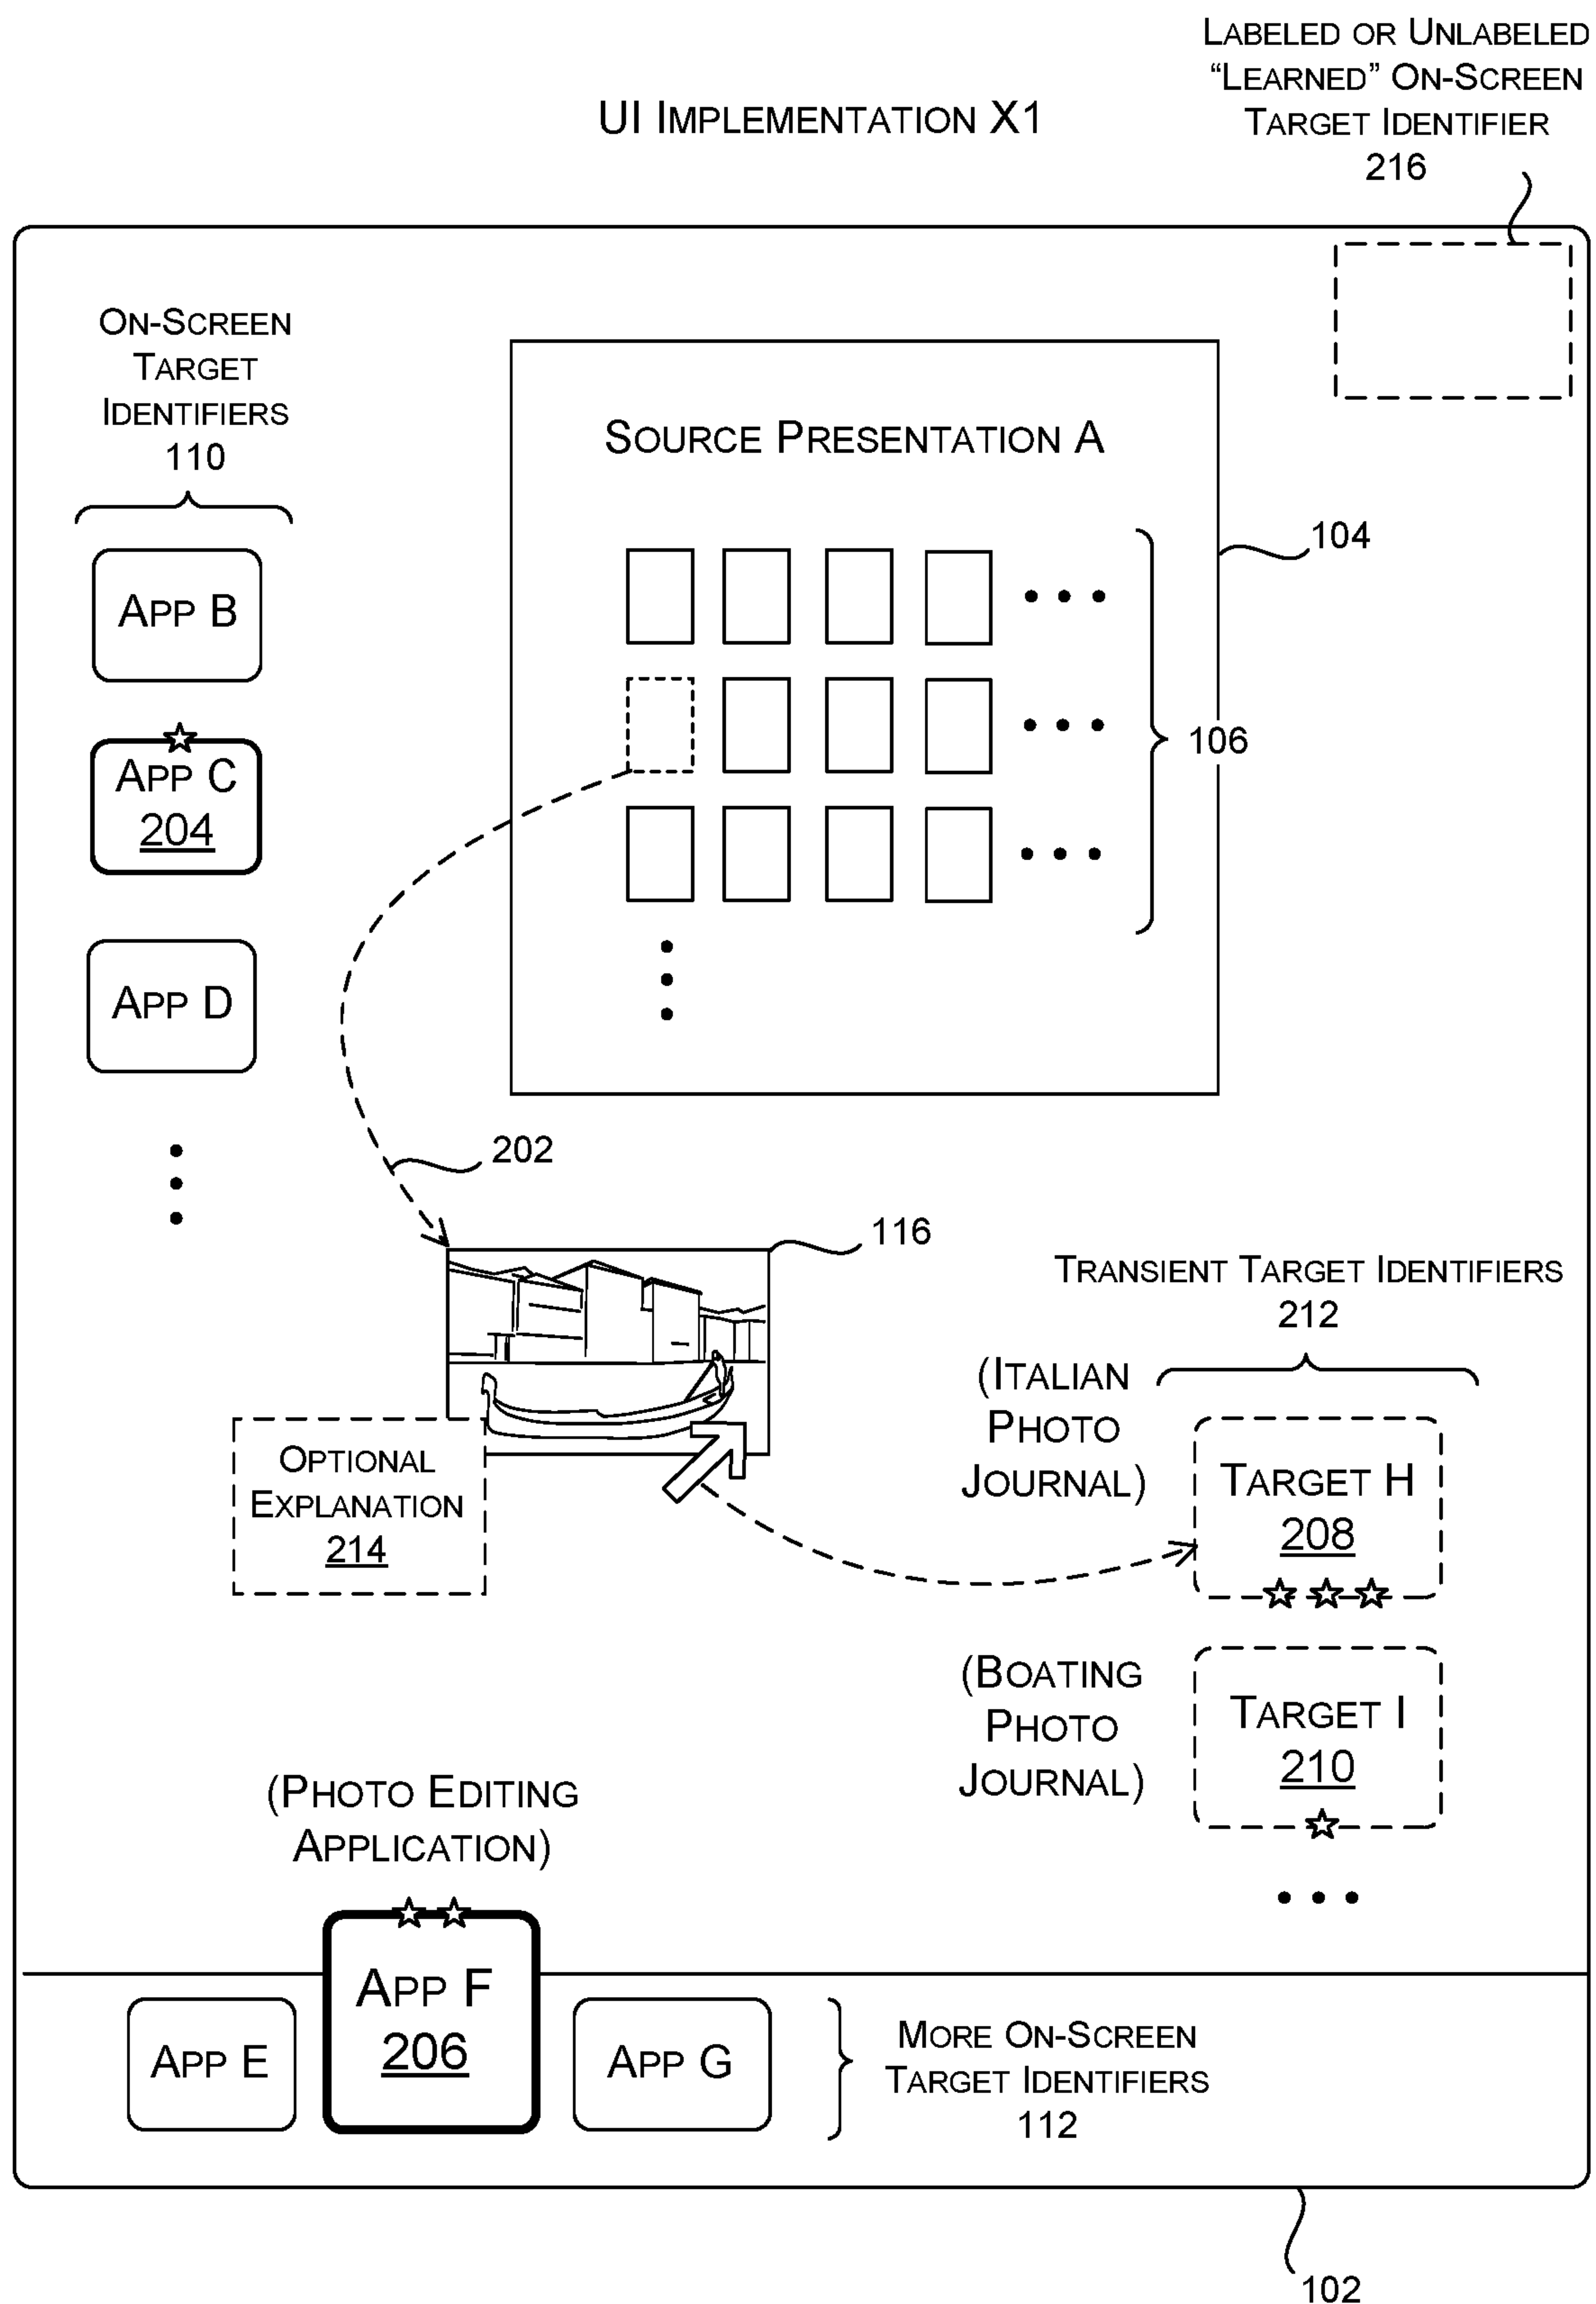 LABELED OR UNLABELED
“LEARNED” ON-SCREEN
TARGET IDENTIFIER
216
UI IMPLEMENTATION X1
ON-SCREEN
TARGET
IDENTIFIERS
110
SOURCE PRESENTATION A
104
APP B
106
APP C
204
APP D
202
116
TRANSIENT TARGET IDENTIFIERS
212
(ITALIAN
PHOTO
JOURNAL)
OPTIONAL
EXPLANATION
214
TARGET H
208
(BOATING
PHOTO
JOURNAL)
TARGET I
210
(PHOTO EDITING
APPLICATION)
APP E
APP F
206
APP G
MORE ON-SCREEN
TARGET IDENTIFIERS
112
102